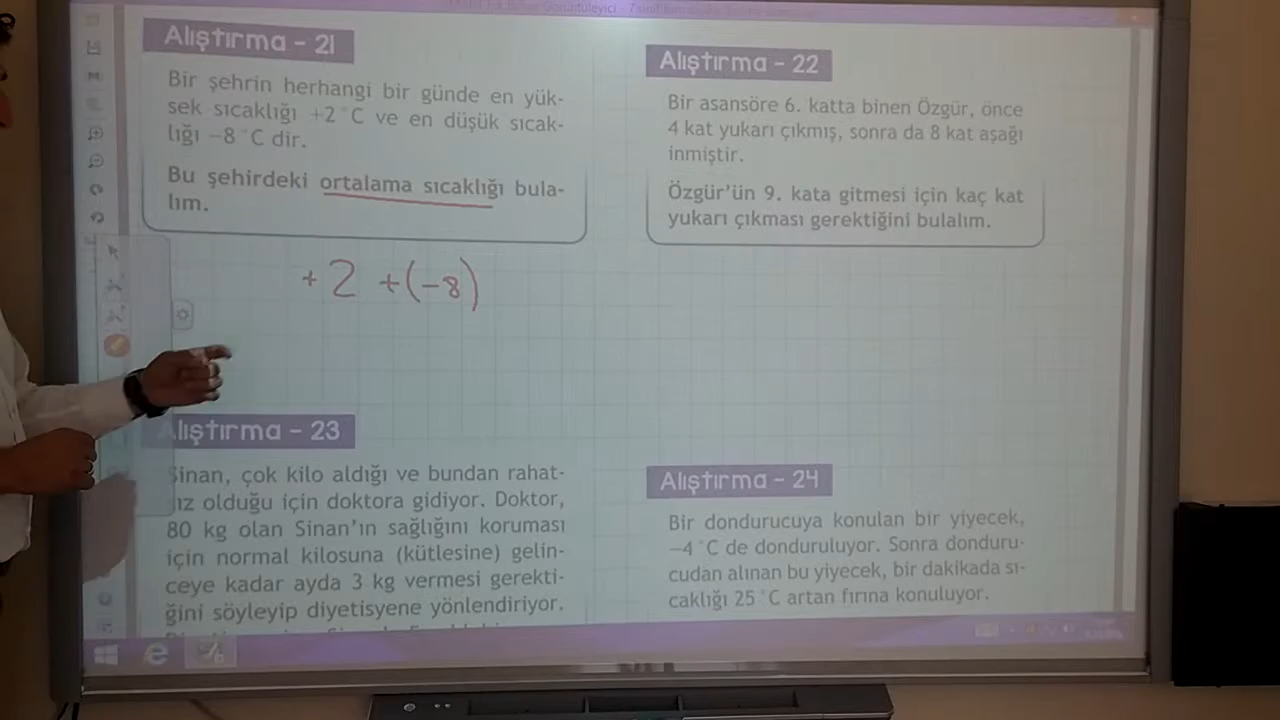 Alıştırma - 21
Bir şehrin herhangi bir günde en yük-
sek sıcaklığı +2 °C ve en düşük sıcak-
lığı -8 °C dir.
Bu şehirdeki ortalama sıcaklığı bula-
lım.
+2 +(-8)
Alıştırma - 22
Bir asansöre 6. katta binen Özgür, önce
4 kat yukarı çıkmış, sonra da 8 kat aşağı
inmiştir.
Özgür'ün 9. kata gitmesi için kaç kat
yukarı çıkması gerektiğini bulalım.
Alıştırma - 23
Sinan, çok kilo aldığı ve bundan rahat-
sız olduğu için doktora gidiyor. Doktor,
80 kg olan Sinan'ın sağlığını koruması
için normal kilosuna (kütlesine) gelin-
ceye kadar ayda 3 kg vermesi gerekti-
ğini söyleyip diyetisyene yönlendiriyor.
Alıştırma - 24
Bir dondurucuya konulan bir yiyecek,
-4 °C de donduruluyor. Sonra donduru-
cudan alınan bu yiyecek, bir dakikada sı-
caklığı 25 °C artan fırına konuluyor.